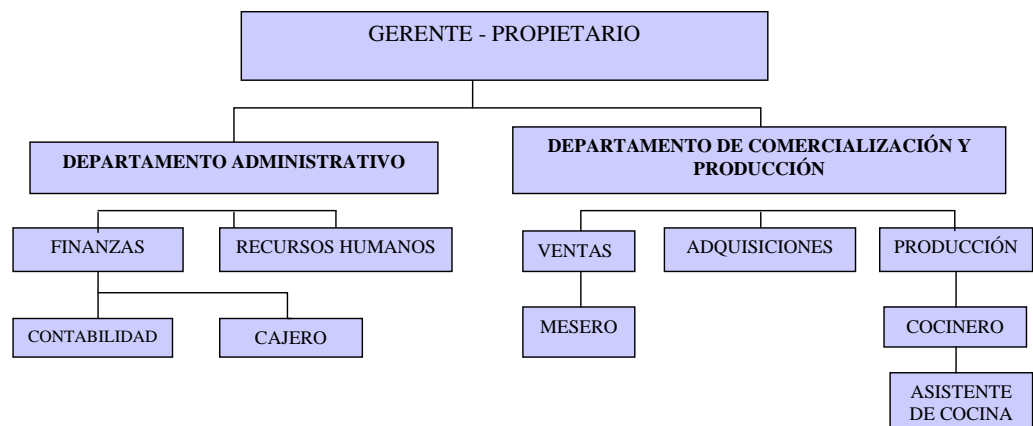 GERENTE - PROPIETARIO
DEPARTAMENTO ADMINISTRATIVO
DEPARTAMENTO DE COMERCIALIZACIÓN Y
PRODUCCIÓN
FINANZAS
RECURSOS HUMANOS
VENTAS
ADQUISICIONES
PRODUCCIÓN
CONTABILIDAD
CAJERO
MESERO
COCINERO
ASISTENTE
DE COCINA